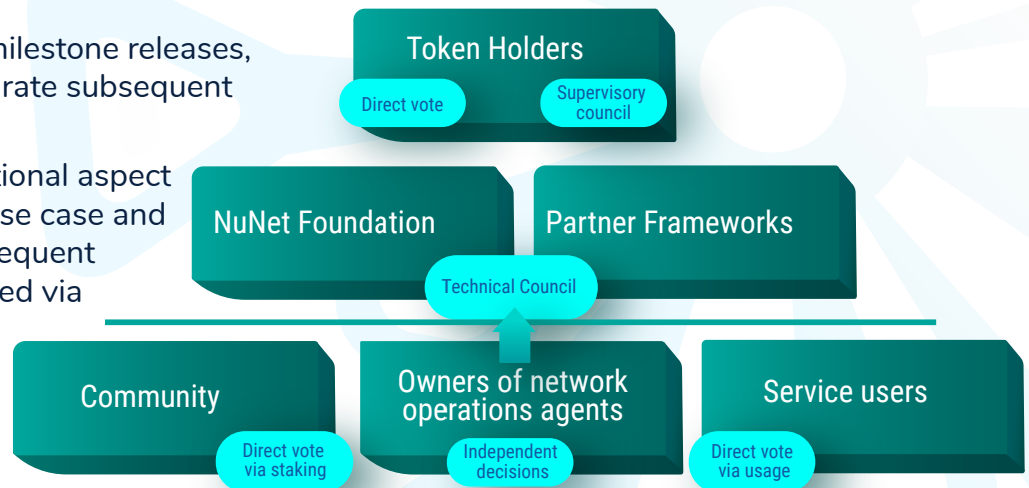 milestone releases,
rate subsequent
tional aspect
se case and
equent
ed via
Token Holders
Direct vote
Supervisory
council
NuNet Foundation
Partner Frameworks
Technical Council
Community
Direct vote
via staking
Owners of network
operations agents
Independent
decisions
Service users
Direct vote
via usage